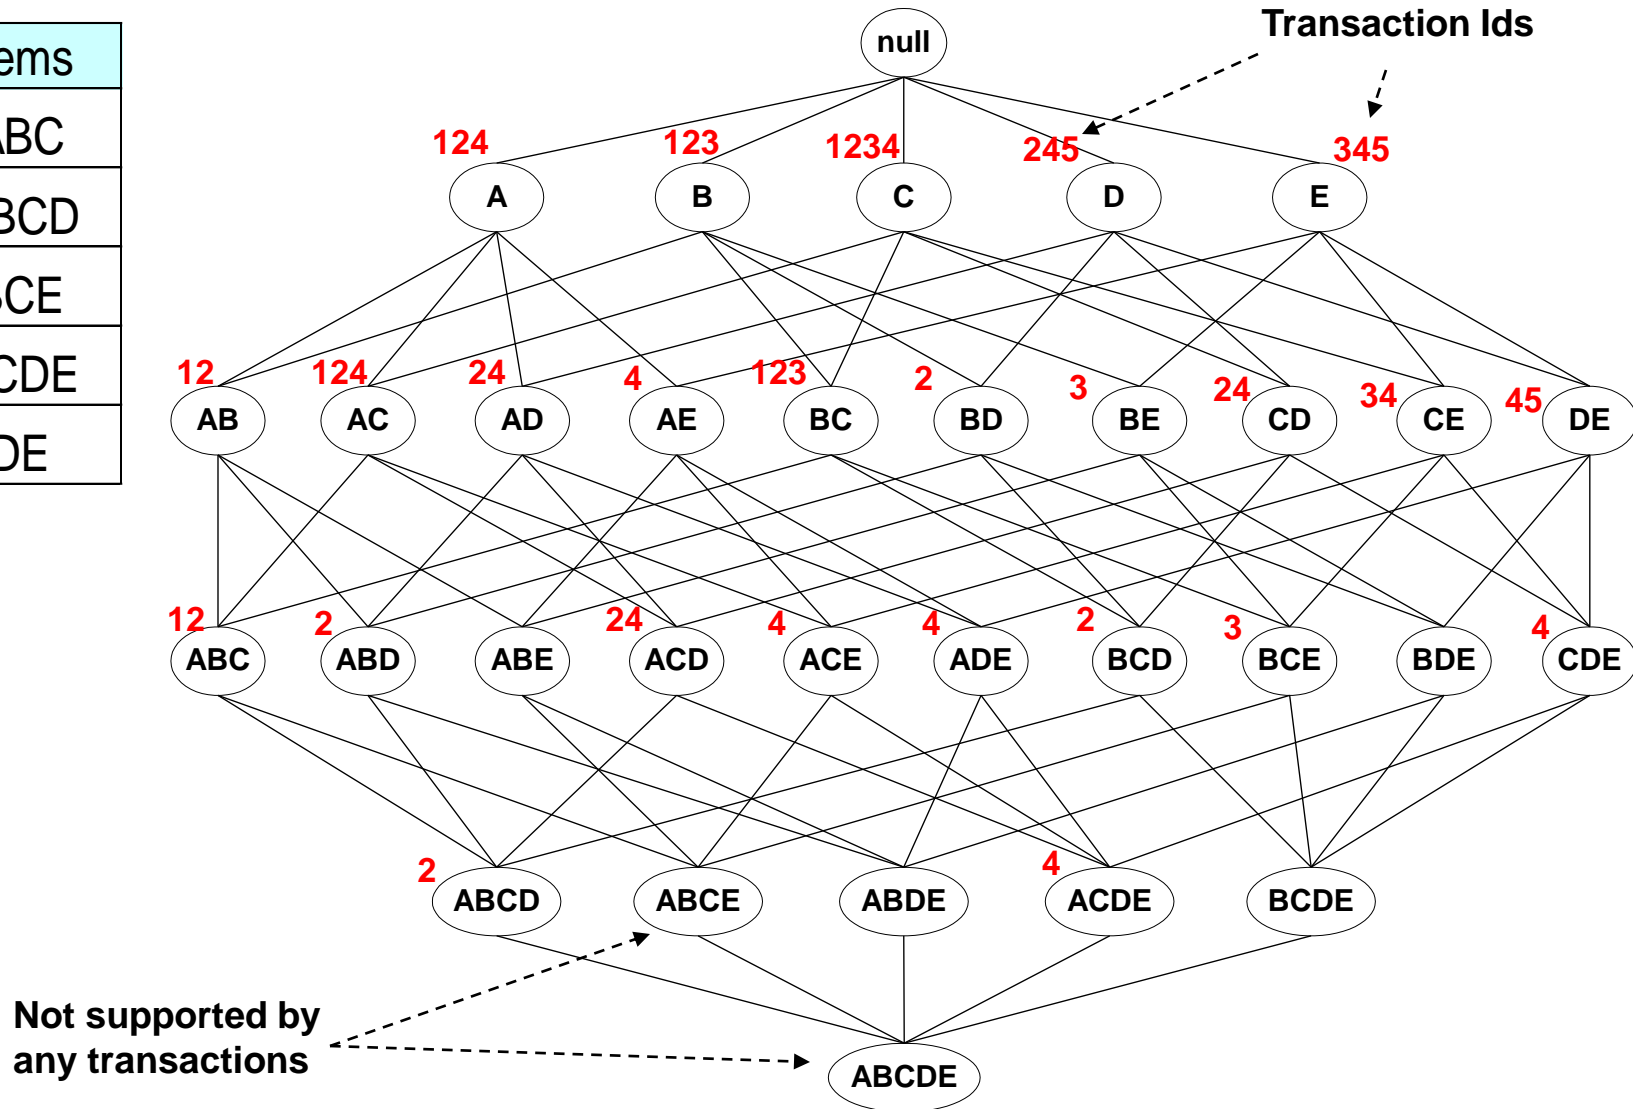 Transaction Ids
null
ems
ABC
BCD
BCE
CDE
DE
124 123 1234 245 345
A B C D E
12 124 24 4 123 2 3 24 34 45
AB AC AD AE BC BD BE CD CE DE
12 2 24 4 4 2 3 4
ABC ABD ABE ACD ACE ADE BCD BCE BDE CDE
2 4
ABCD ABCE ABDE ACDE BCDE
Not supported by
any transactions
ABCDE